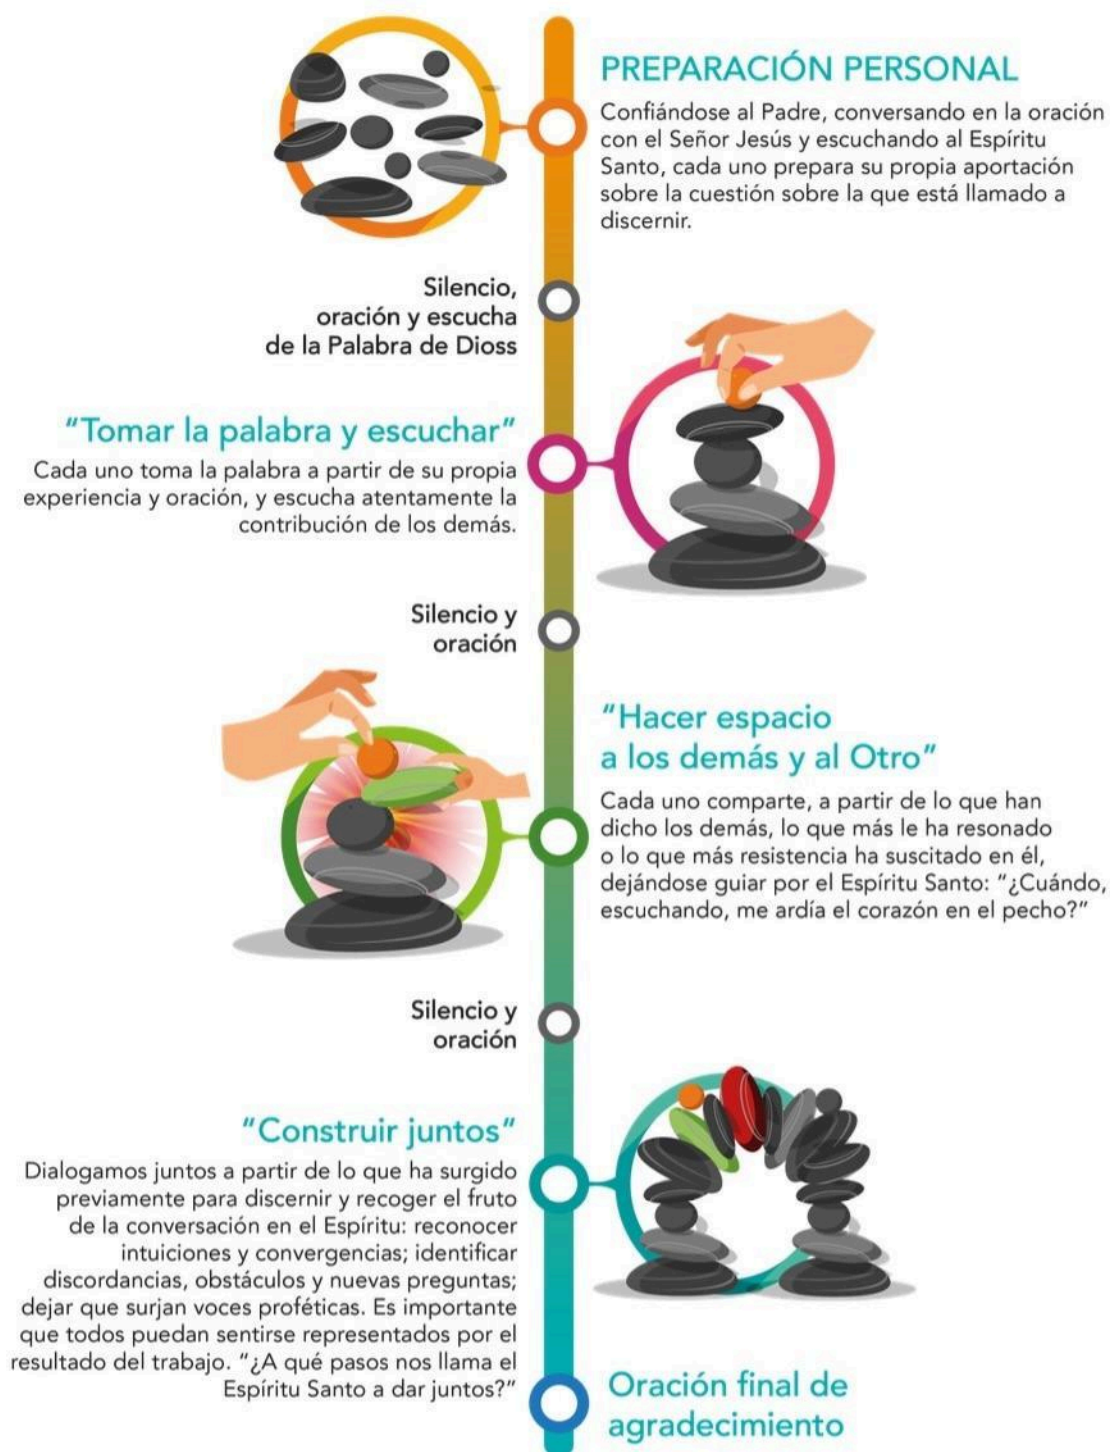 PREPARACIÓN PERSONAL
Confiándose al Padre, conversando en la oración
con el Señor Jesús y escuchando al Espíritu
Santo, cada uno prepara su propia aportación
sobre la cuestión sobre la que está llamado a
discernir.
Silencio,
oración y escucha
de la Palabra de Dioss
"Tomar la palabra y escuchar"
Cada uno toma la palabra a partir de su propia
experiencia y oración, y escucha atentamente la
contribución de los demás.
Silencio y
oración
"Hacer espacio
a los demás y al Otro"
Cada uno comparte, a partir de lo que han
dicho los demás, lo que más le ha resonado
o lo que más resistencia ha suscitado en él,
dejándose guiar por el Espíritu Santo: "¿Cuándo,
escuchando, me ardía el corazón en el pecho?"
Silencio y
oración
"Construir juntos"
Dialogamos juntos a partir de lo que ha surgido
previamente para discernir y recoger el fruto
de la conversación en el Espíritu: reconocer
intuiciones y convergencias; identificar
discordancias, obstáculos y nuevas preguntas;
dejar que surjan voces proféticas. Es importante
que todos puedan sentirse representados por el
resultado del trabajo. "¿A qué pasos nos llama el
Espíritu Santo a dar juntos?"
Oración final de
agradecimiento